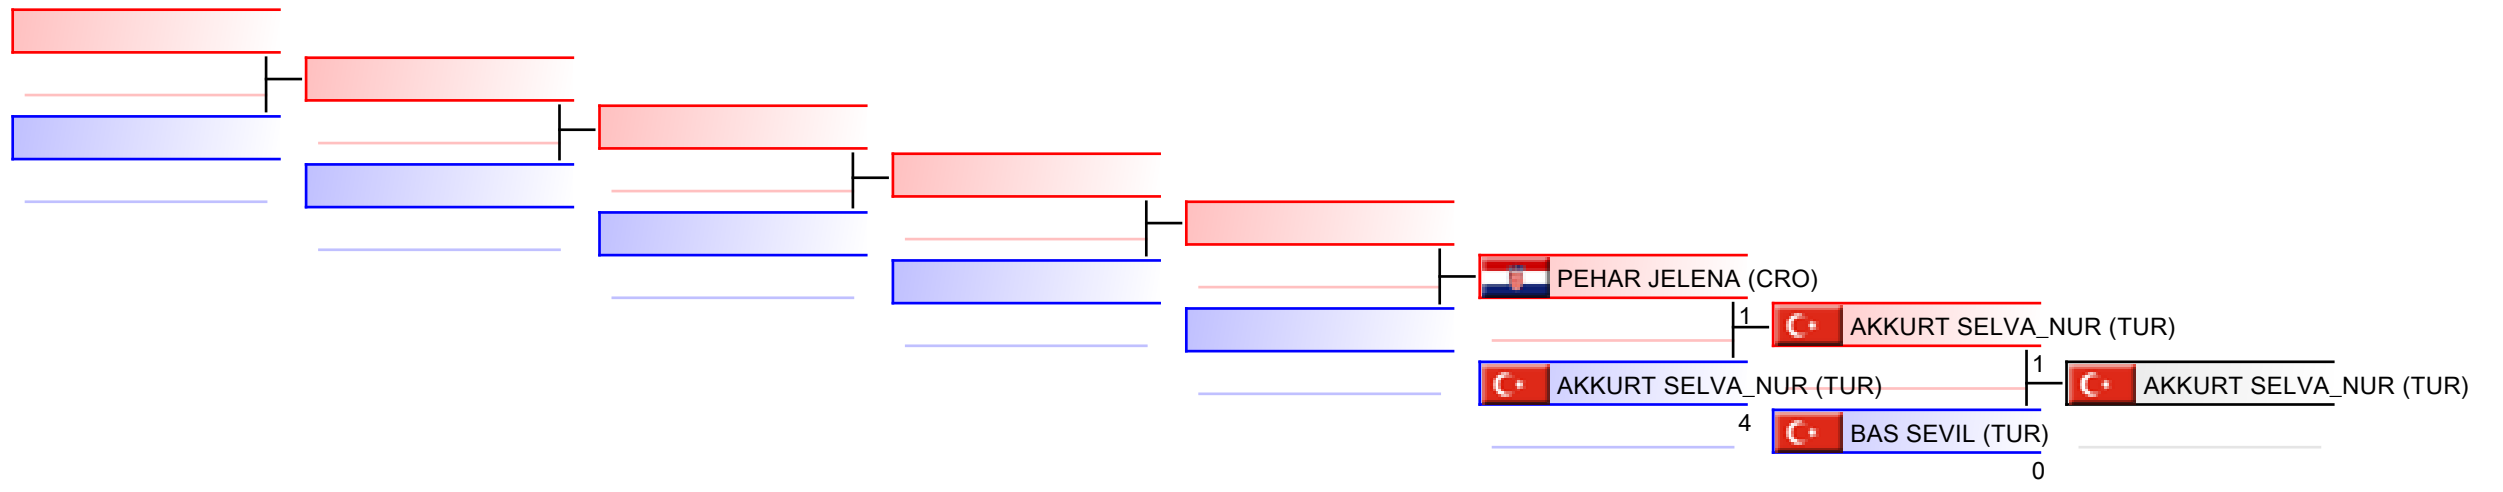 PEHAR JELENA (CRO)
1
AKKURT SELVA_NUR (TUR)
4
AKKURT SELVA_NUR (TUR)
1
BAS SEVIL (TUR)
0
AKKURT SELVA_NUR (TUR)